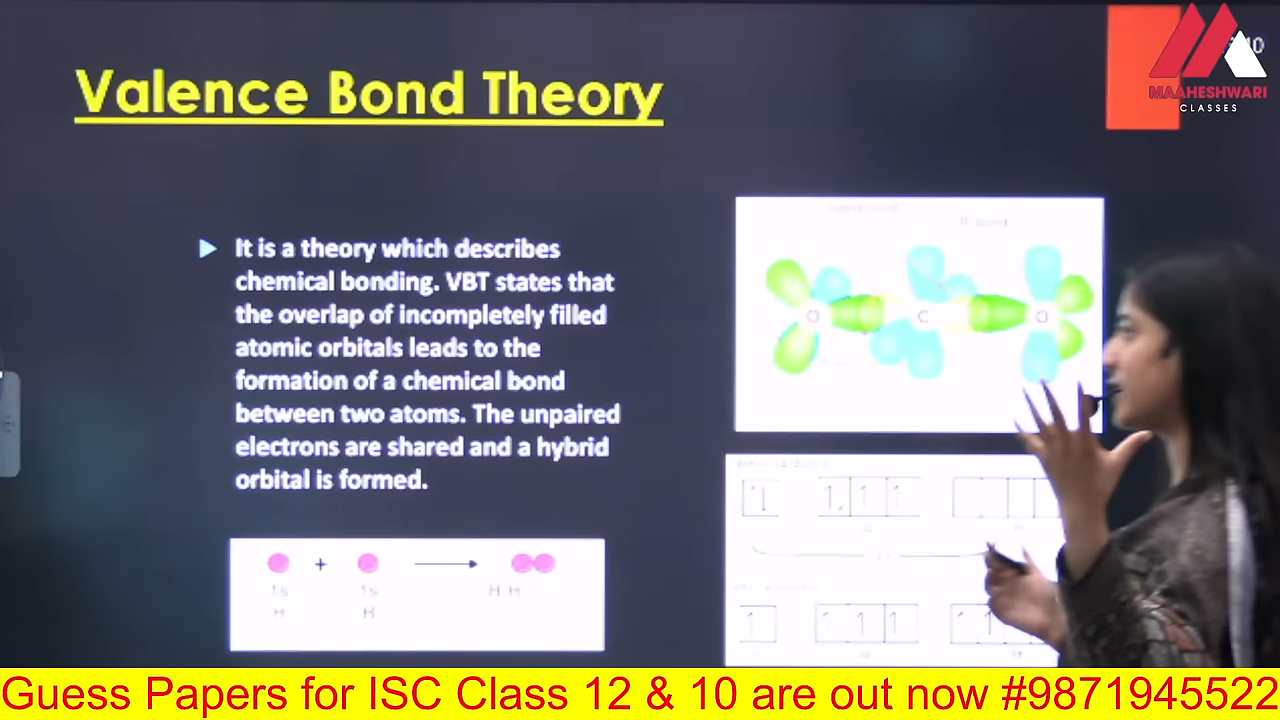 MAAHESHWARI
CLASSES
Valence Bond Theory
It is a theory which describes
chemical bonding. VBT states that
the overlap of incompletely filled
atomic orbitals leads to the
formation of a chemical bond
between two atoms. The unpaired
electrons are shared and a hybrid
orbital is formed.
O C O
+
1s 1s H H
H H
Guess Papers for ISC Class 12 & 10 are out now #9871945522